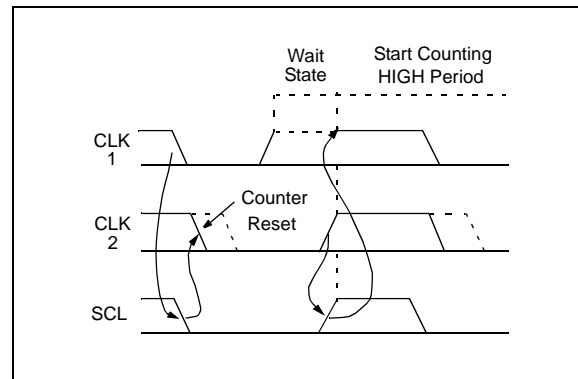 Wait
State
Start Counting
HIGH Period
CLK
1
Counter
Reset
CLK
2
SCL